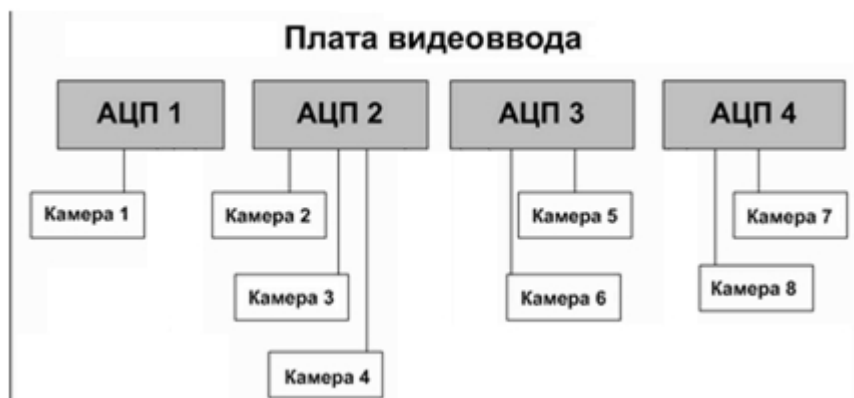 Плата видеоввода
АЦП 1
АЦП 2
АЦП 3
АЦП 4
Камера 1
Камера 2
Камера 5
Камера 7
Камера 3
Камера 6
Камера 8
Камера 4